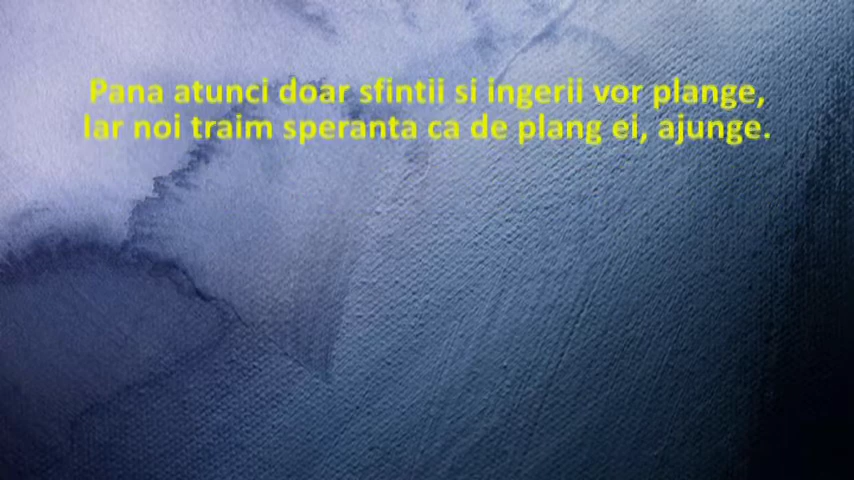 Pana atunci doar sfintii si ingerii vor plange,
Iar noi traim speranta ca de plang ei, ajunge.